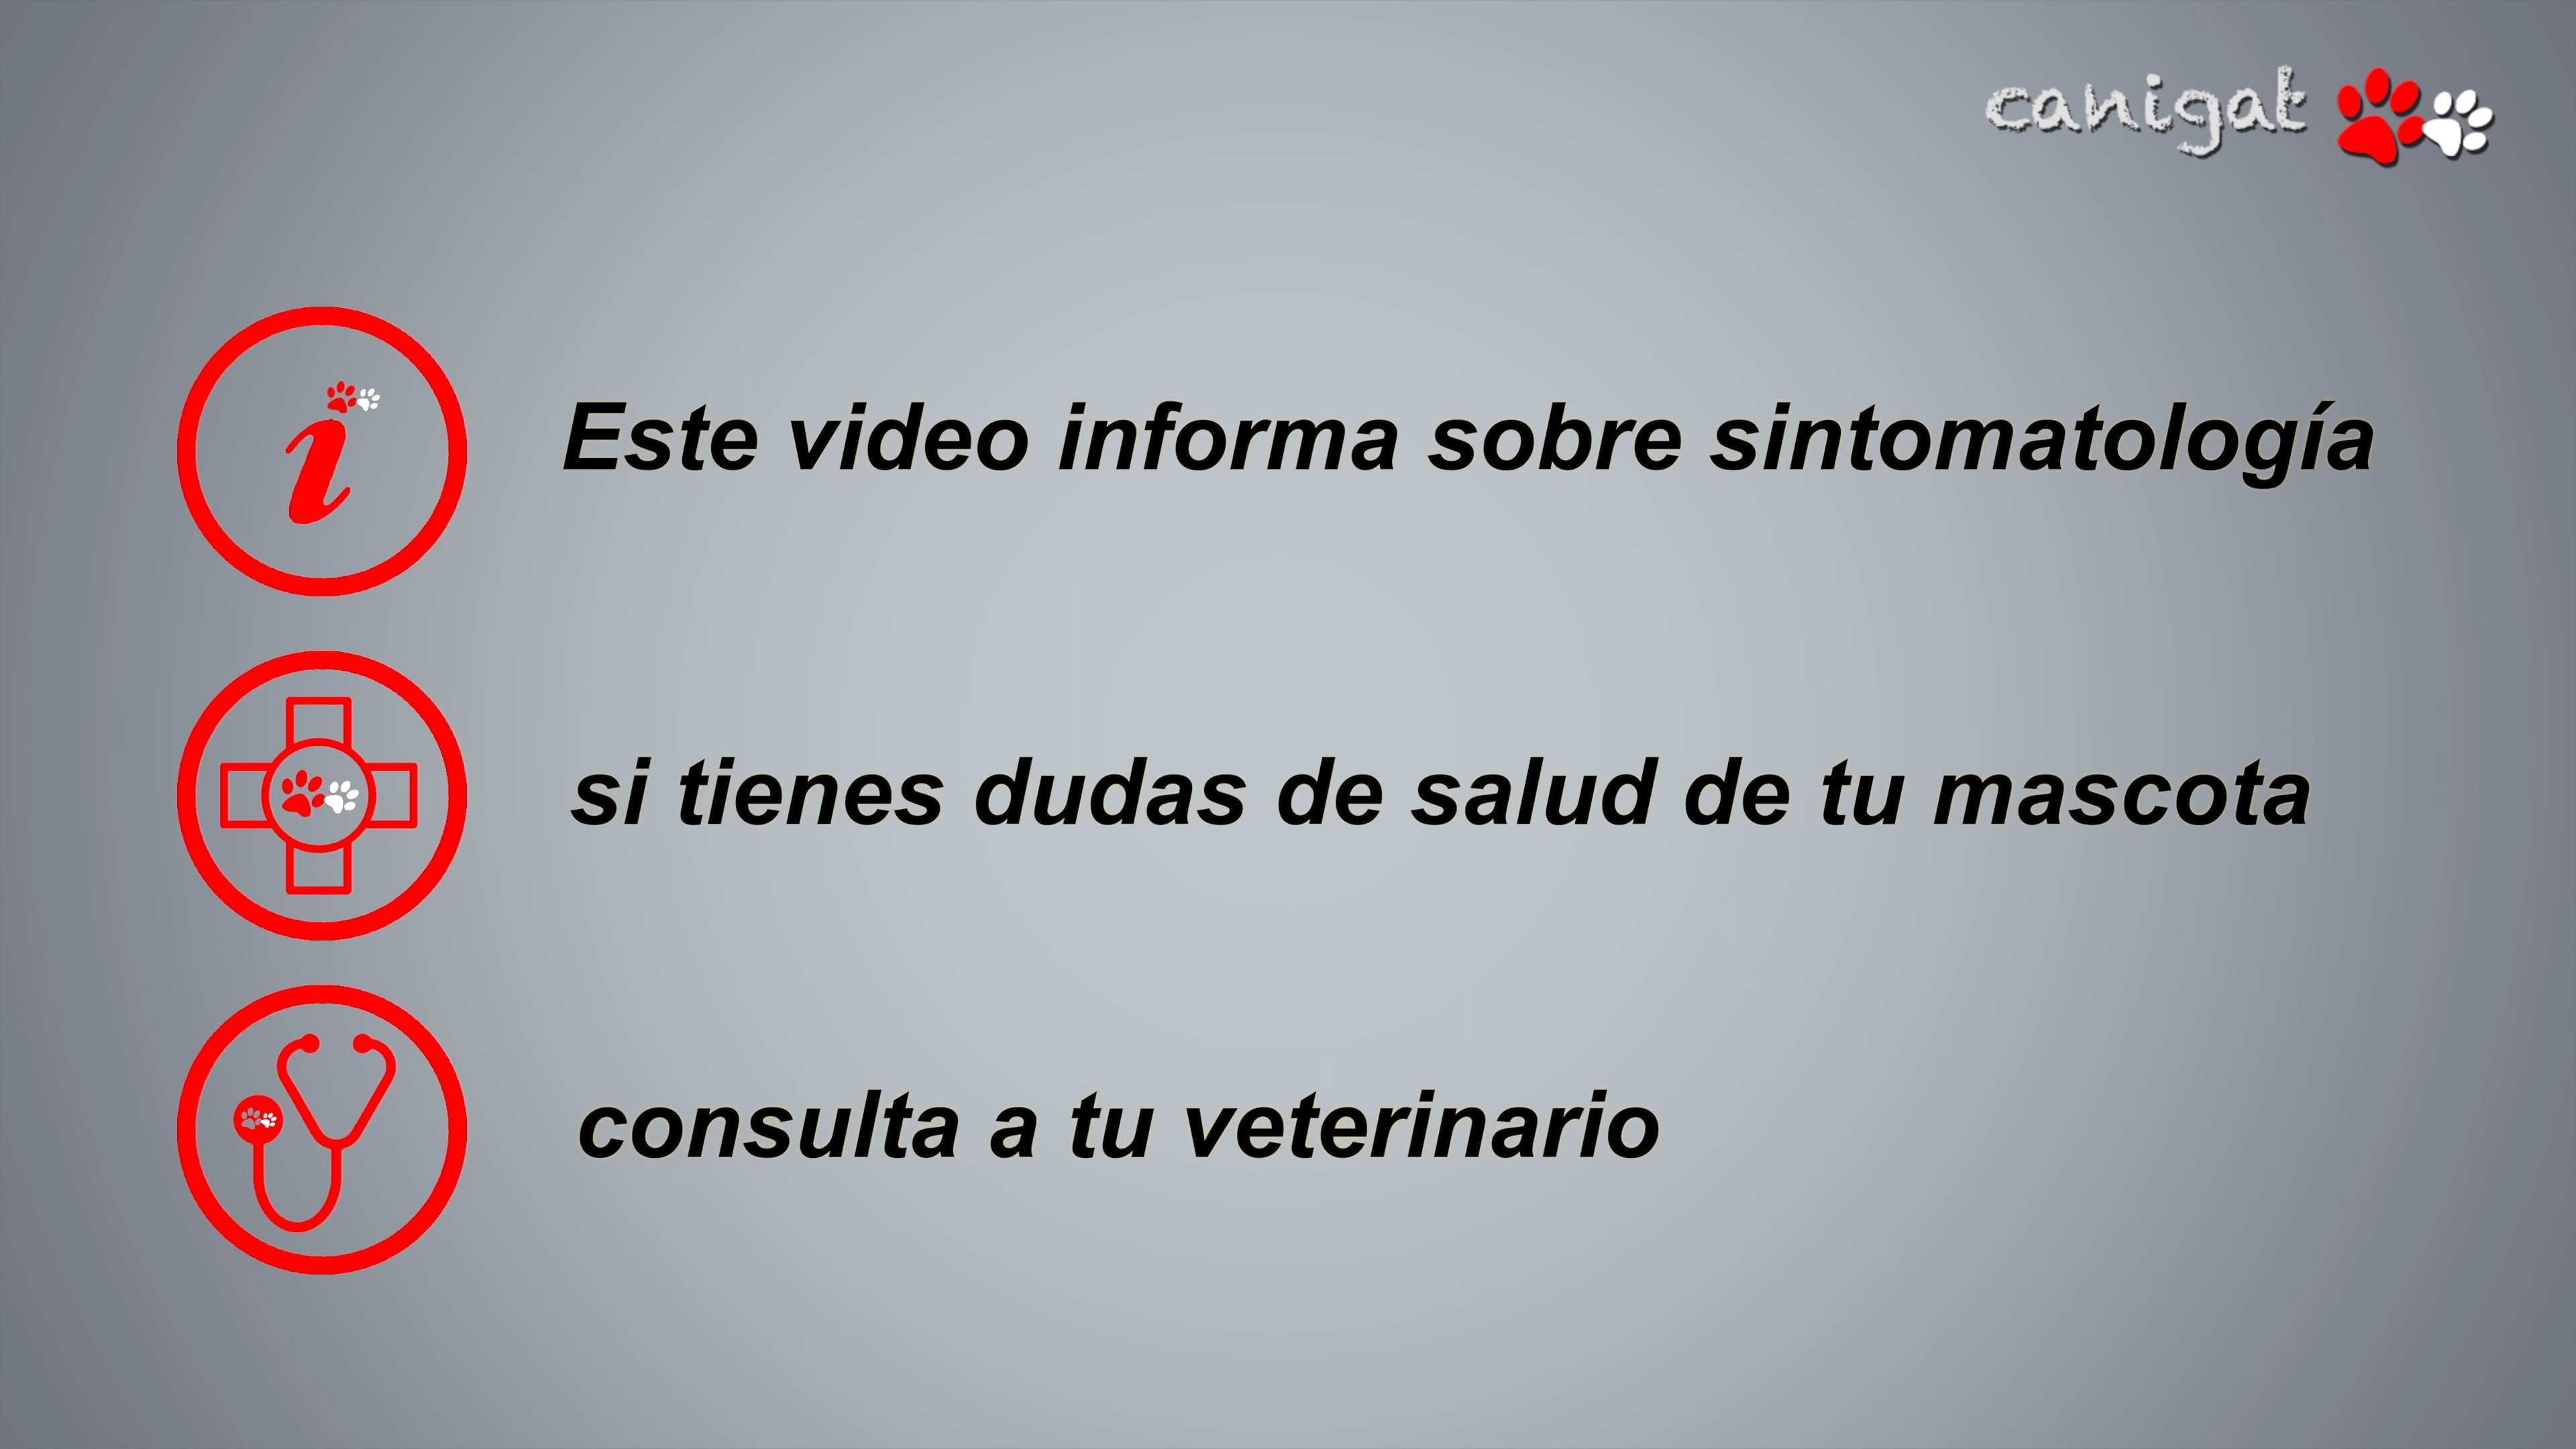 canigat
Este video informa sobre sintomatología
si tienes dudas de salud de tu mascota
consulta a tu veterinario